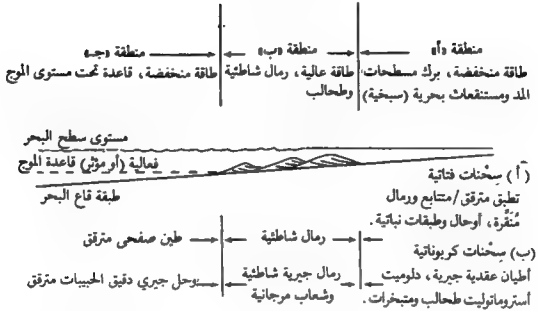 منطقة «أ»
طاقة منخفضة، برك مسطحات
المد ومستنقعات بحرية (سبخية)
منطقة «ب»
طاقة عالية، رمال شاطئية
وطحالب
منطقة «جـ»
طاقة منخفضة، قاعدة تحت مستوى الموج
مستوى سطح البحر
فعالية (أو مؤثر) قاعدة الموج
طبقة قاع البحر
(أ) سحنات فتاتية
تطبق مترقق/متتابع ورمال
مُنَقَّرة، أوحال وطبقات نباتية.
رمال شاطئية
طين صفحي مترقق
(ب) سحنات كربوناتية
أطيان عقدية جيرية، دلوميت
أستروماتوليت طحالب ومتبخرات.
رمال جيرية شاطئية
وشعاب مرجانية
وحل جيري دقيق الحبيبات مترقق